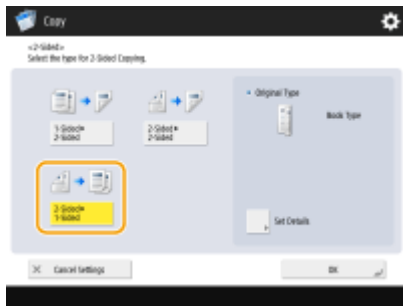 Copy
<2-Sided>
Select the type for 2-Sided Copying.
1-Sided▸
2-Sided
2-Sided▸
2-Sided
2-Sided▸
1-Sided
Original Type
Book Type
Set Details
Cancel Settings
OK